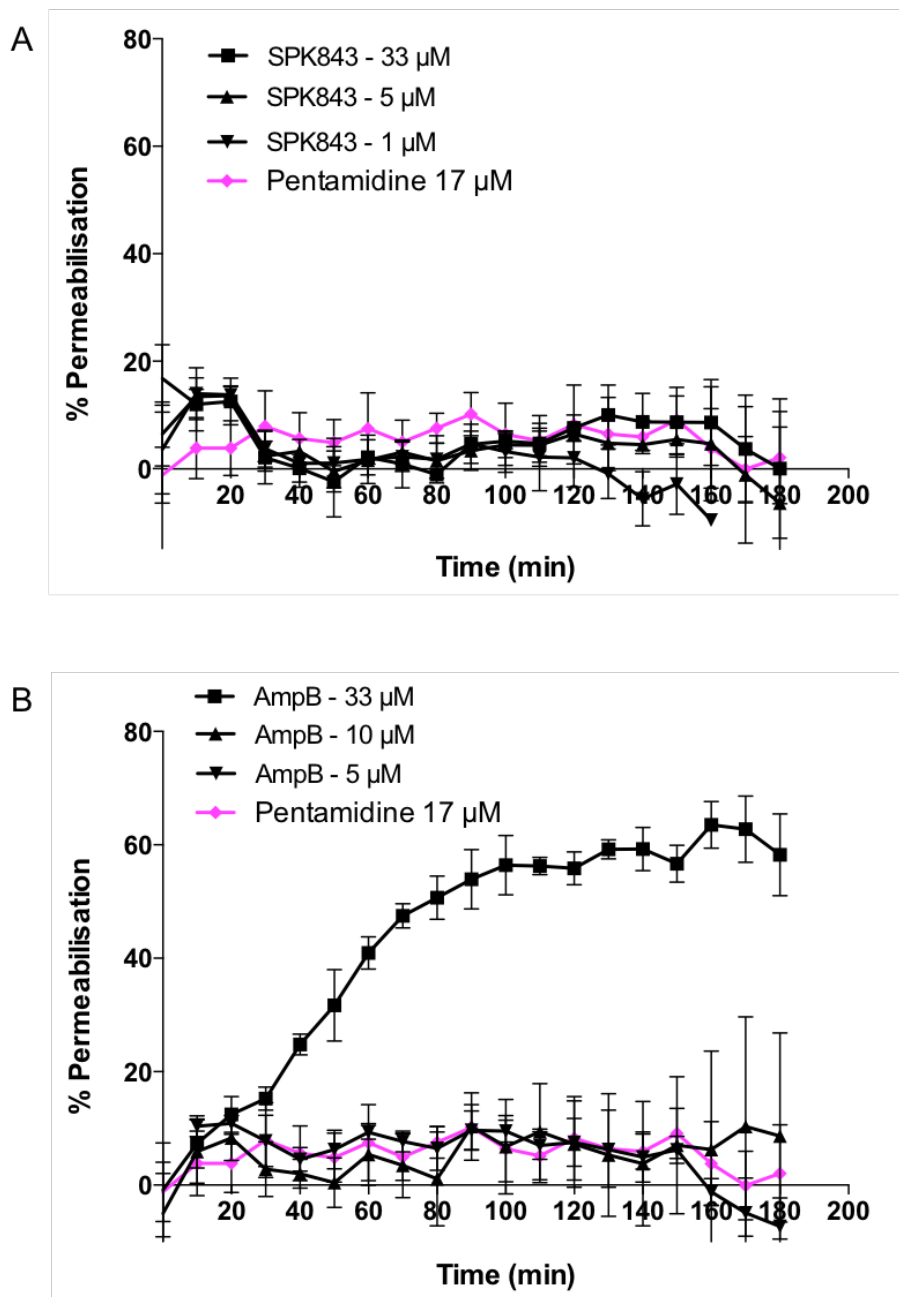 A
80
60
40
20
0
% Permeabilisation
SPK843 - 33 µM
SPK843 - 5 µM
SPK843 - 1 µM
Pentamidine 17 µM
20 40 60 80 100 120 140 160 180 200
Time (min)
B
80
60
40
20
0
% Permeabilisation
AmpB - 33 µM
AmpB - 10 µM
AmpB - 5 µM
Pentamidine 17 µM
20 40 60 80 100 120 140 160 180 200
Time (min)